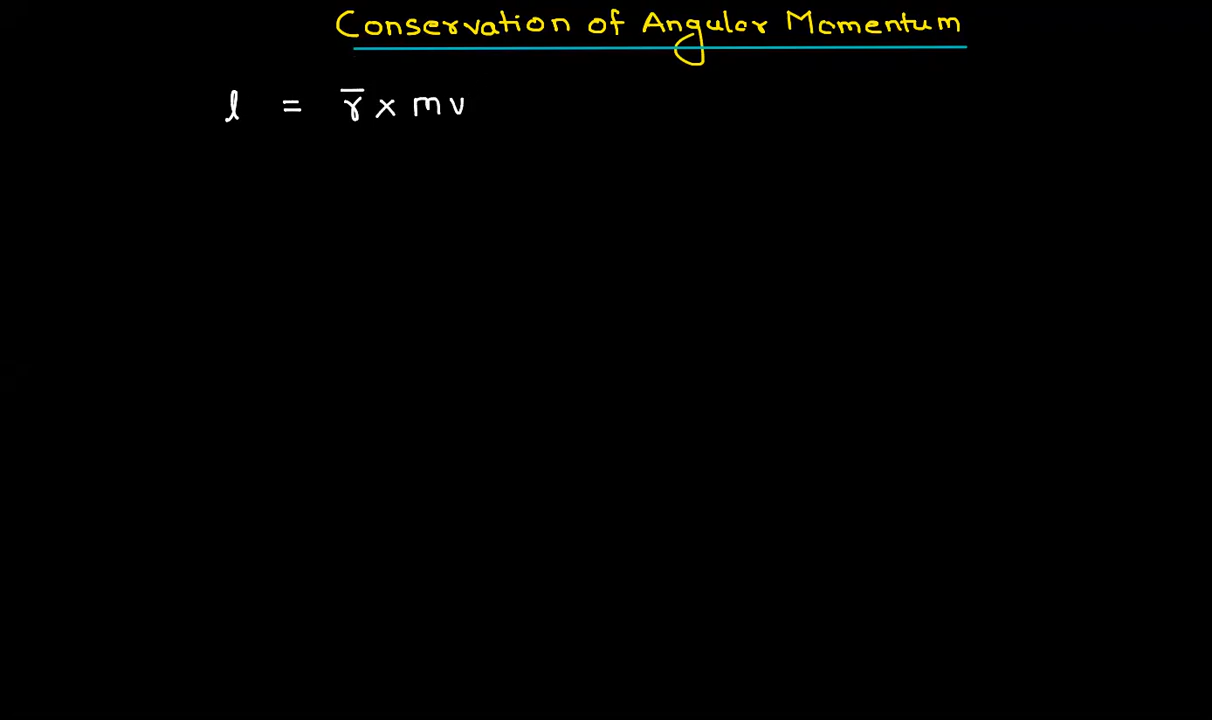 Conservation of Angular Momentum
l = r̅ × mv